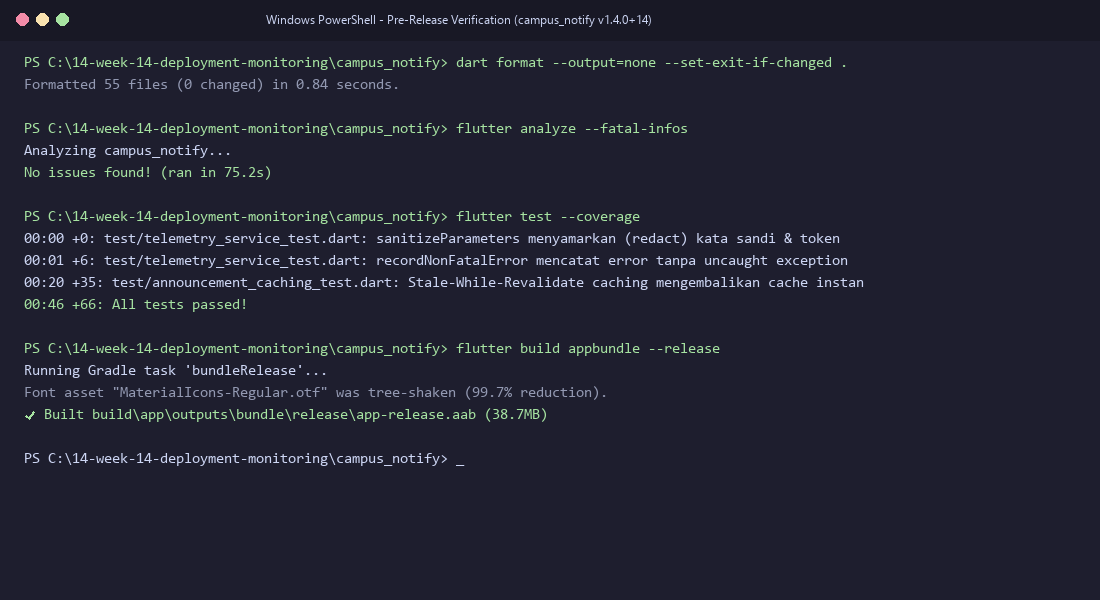 Windows PowerShell - Pre-Release Verification (campus_notify v1.4.0+14)
PS C:\14-week-14-deployment-monitoring\campus_notify> dart format --output=none --set-exit-if-changed .
Formatted 55 files (0 changed) in 0.84 seconds.
PS C:\14-week-14-deployment-monitoring\campus_notify> flutter analyze --fatal-infos
Analyzing campus_notify...
No issues found! (ran in 75.2s)
PS C:\14-week-14-deployment-monitoring\campus_notify> flutter test --coverage
00:00 +0: test/telemetry_service_test.dart: sanitizeParameters menyamarkan (redact) kata sandi & token
00:01 +6: test/telemetry_service_test.dart: recordNonFatalError mencatat error tanpa uncaught exception
00:20 +35: test/announcement_caching_test.dart: Stale-While-Revalidate caching mengembalikan cache instan
00:46 +66: All tests passed!
PS C:\14-week-14-deployment-monitoring\campus_notify> flutter build appbundle --release
Running Gradle task 'bundleRelease'...
Font asset "MaterialIcons-Regular.otf" was tree-shaken (99.7% reduction).
✓ Built build\app\outputs\bundle\release\app-release.aab (38.7MB)
PS C:\14-week-14-deployment-monitoring\campus_notify> _